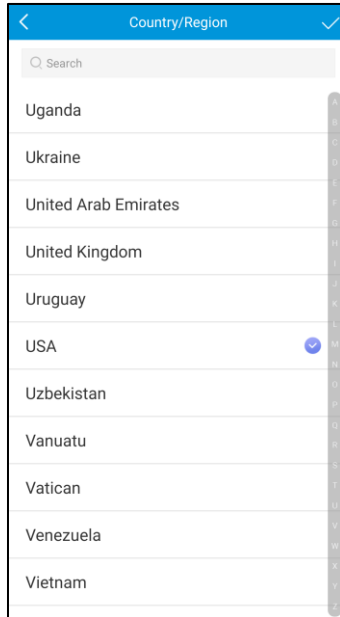 Country/Region
Search
Uganda
Ukraine
United Arab Emirates
United Kingdom
Uruguay
USA
Uzbekistan
Vanuatu
Vatican
Venezuela
Vietnam
A
B
C
D
E
F
G
H
I
J
K
L
M
N
O
P
Q
R
S
T
U
V
W
X
Y
Z